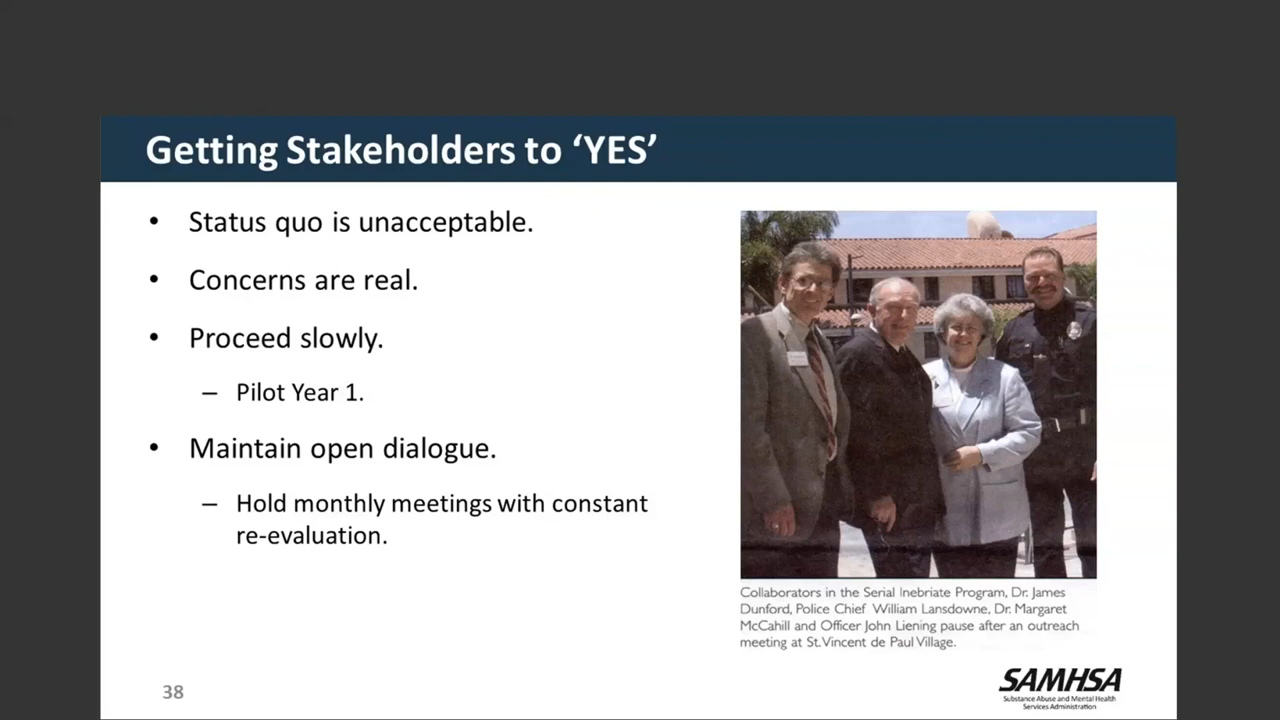 Getting Stakeholders to ‘YES’
• Status quo is unacceptable.
• Concerns are real.
• Proceed slowly.
– Pilot Year 1.
• Maintain open dialogue.
– Hold monthly meetings with constant
re-evaluation.
Collaborators in the Serial Inebriate Program, Dr. James
Dunford, Police Chief William Lansdowne, Dr. Margaret
McCahill and Officer John Liening pause after an outreach
meeting at St. Vincent de Paul Village.
38
SAMHSA
Substance Abuse and Mental Health
Services Administration